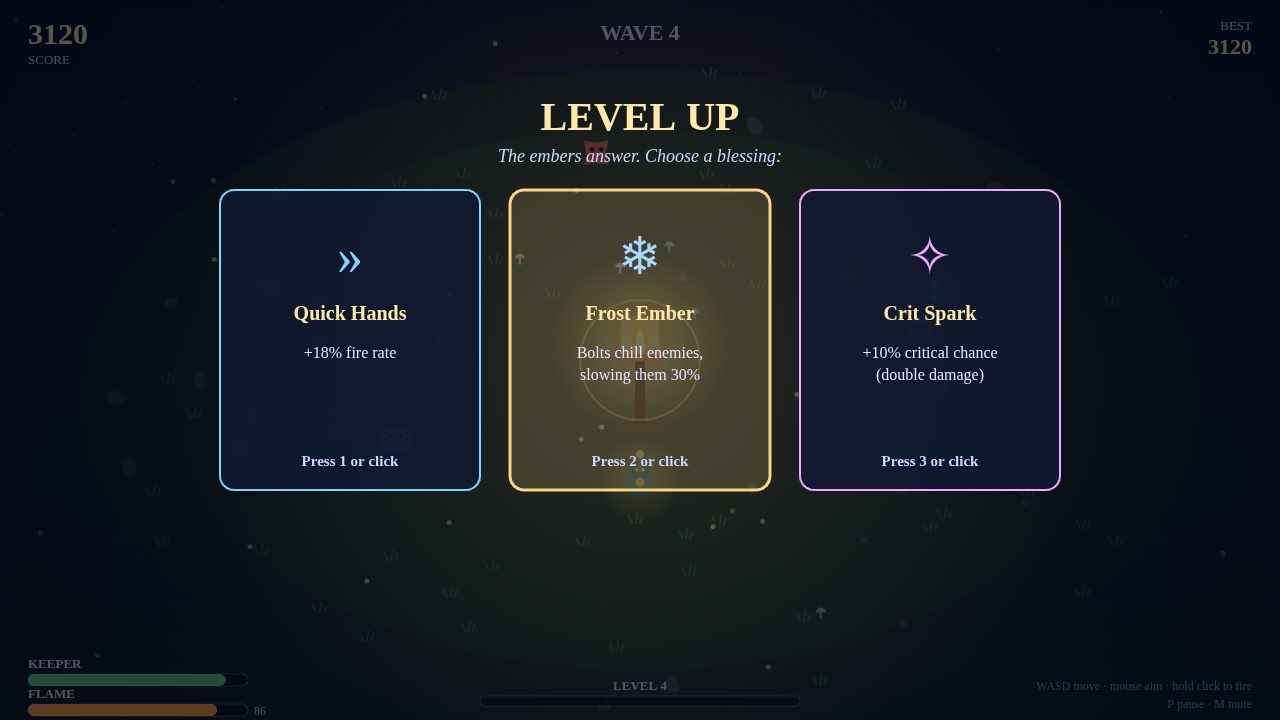 3120
SCORE
WAVE 4
BEST
3120
LEVEL UP
The embers answer. Choose a blessing:
»
Quick Hands
+18% fire rate
Press 1 or click
Frost Ember
Bolts chill enemies,
slowing them 30%
Press 2 or click
Crit Spark
+10% critical chance
(double damage)
Press 3 or click
KEEPER
FLAME
86
LEVEL 4
WASD move · mouse aim · hold click to fire
P pause · M mute